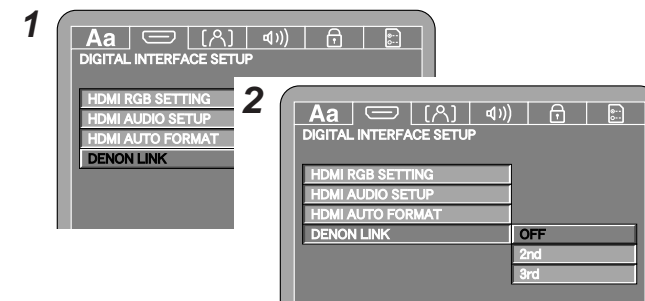 1
Aa
DIGITAL INTERFACE SETUP
HDMI RGB SETTING
HDMI AUDIO SETUP
HDMI AUTO FORMAT
DENON LINK
2
Aa
DIGITAL INTERFACE SETUP
HDMI RGB SETTING
HDMI AUDIO SETUP
HDMI AUTO FORMAT
DENON LINK OFF
2nd
3rd